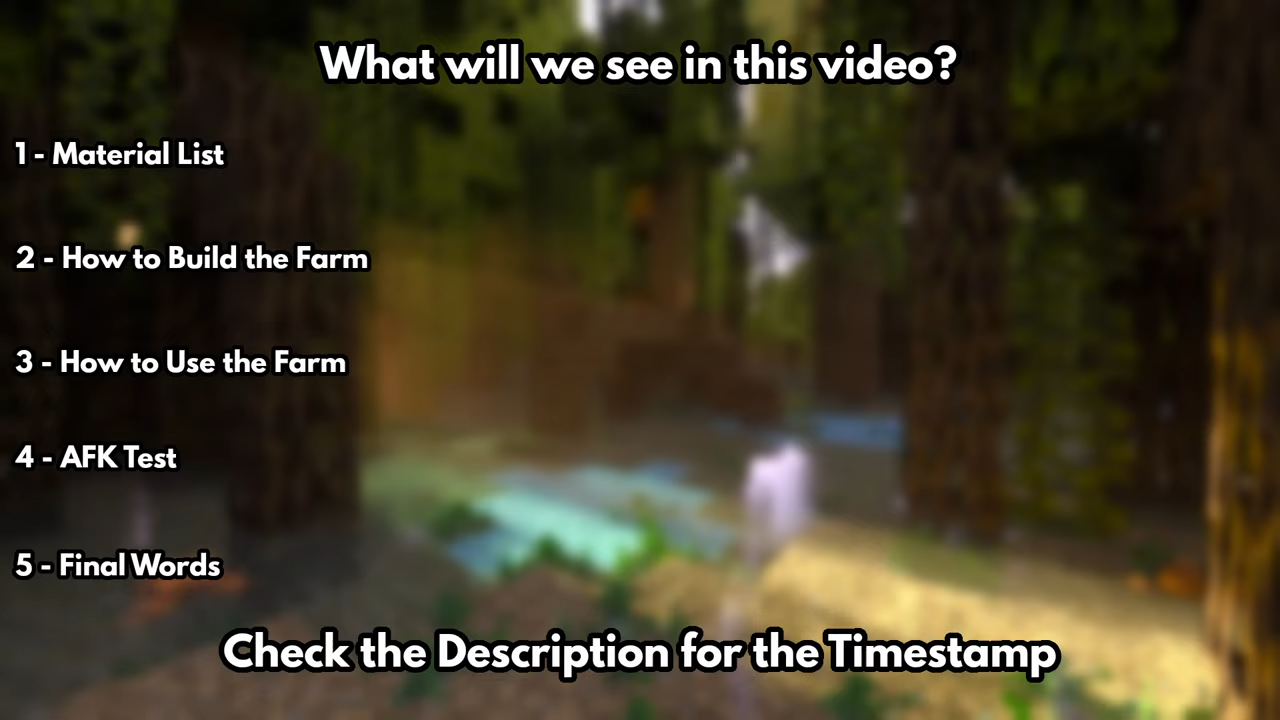 What will we see in this video?
1 - Material List
2 - How to Build the Farm
3 - How to Use the Farm
4 - AFK Test
5 - Final Words
Check the Description for the Timestamp